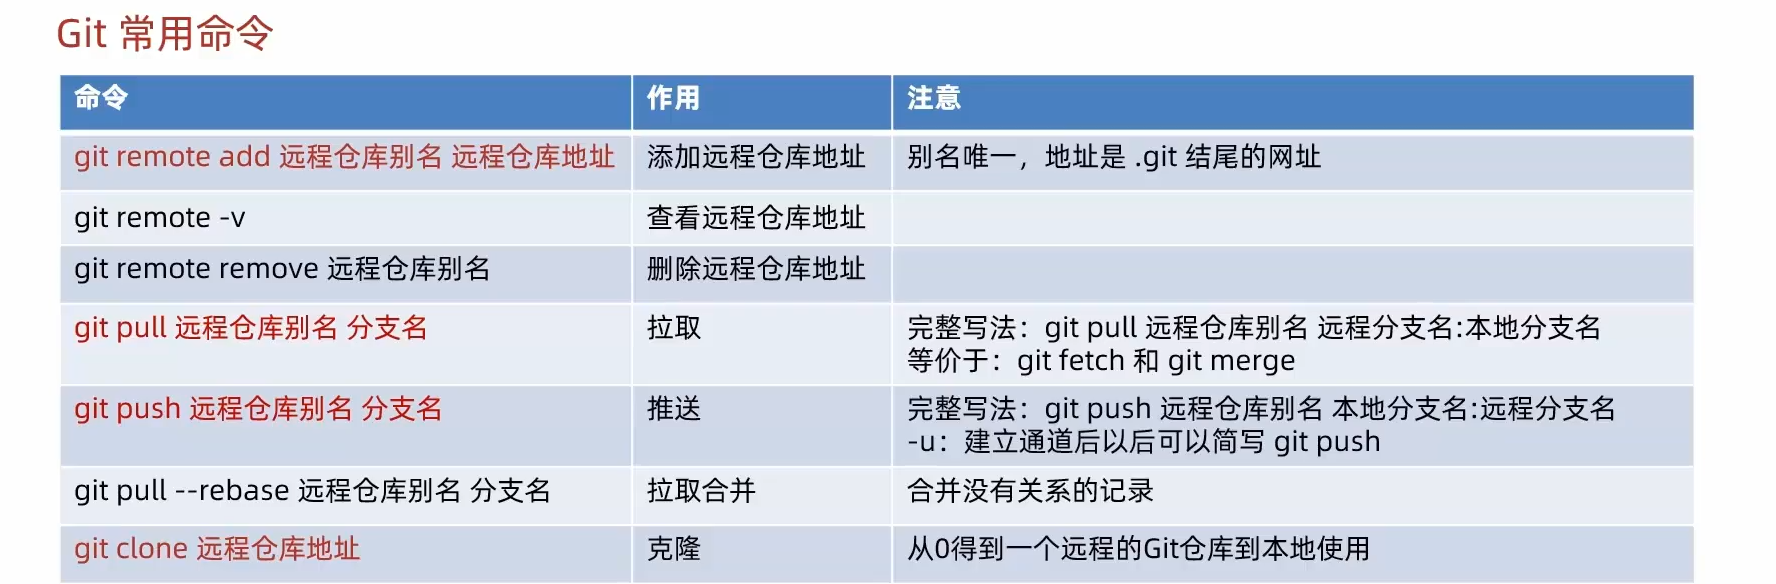 Git 常用命令
命令 作用 注意
git remote add 远程仓库别名 远程仓库地址 添加远程仓库地址 别名唯一，地址是 .git 结尾的网址
git remote -v 查看远程仓库地址
git remote remove 远程仓库别名 删除远程仓库地址
git pull 远程仓库别名 分支名 拉取 完整写法：git pull 远程仓库别名 远程分支名:本地分支名
等价于：git fetch 和 git merge
git push 远程仓库别名 分支名 推送 完整写法：git push 远程仓库别名 本地分支名:远程分支名
-u：建立通道后以后可以简写 git push
git pull --rebase 远程仓库别名 分支名 拉取合并 合并没有关系的记录
git clone 远程仓库地址 克隆 从0得到一个远程的Git仓库到本地使用